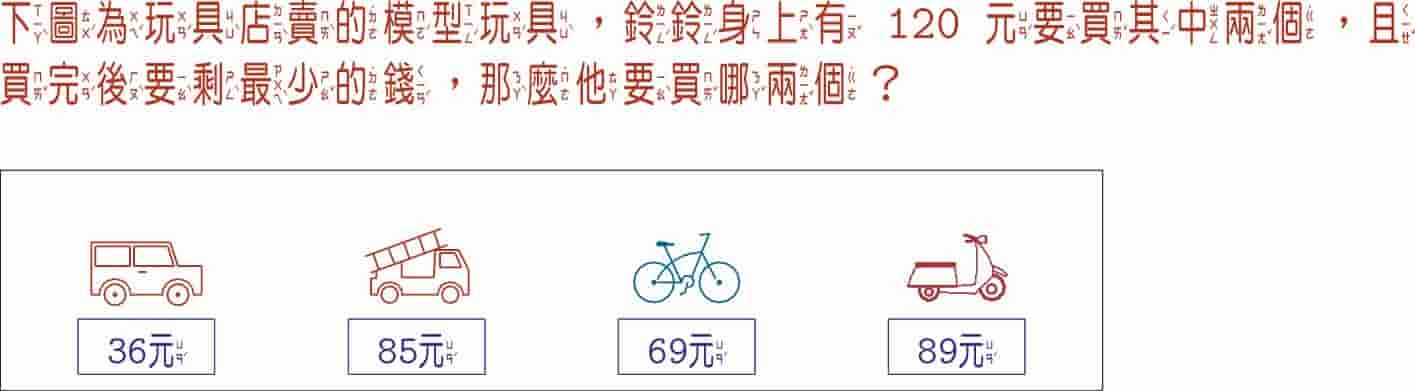 下圖為玩具店賣的模型玩具，鈴鈴身上有 120 元要買其中兩個，且
買完後要剩最少的錢，那麼他要買哪兩個？
36元 85元 69元 89元